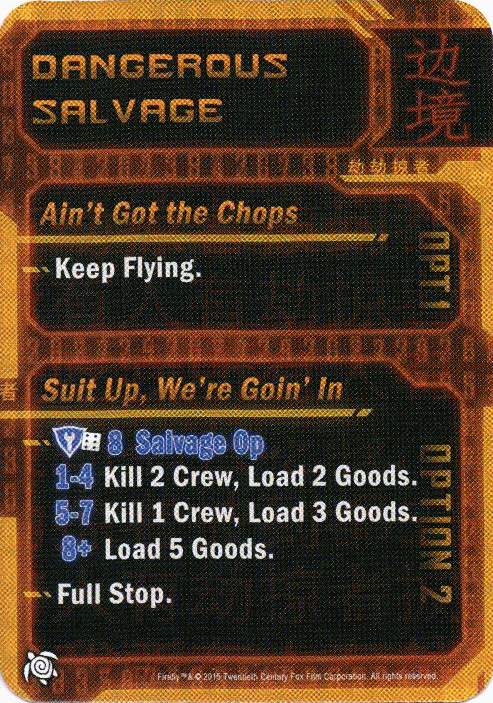 DANGEROUS
SALVAGE
边
境
Ain't Got the Chops
Keep Flying.
OPT.1
Suit Up, We're Goin' In
8 Salvage Op
1-4 Kill 2 Crew, Load 2 Goods.
5-7 Kill 1 Crew, Load 3 Goods.
8+ Load 5 Goods.
Full Stop.
OPTION 2
者
Firefly™ & © 2015 Twentieth Century Fox Film Corporation. All rights reserved.